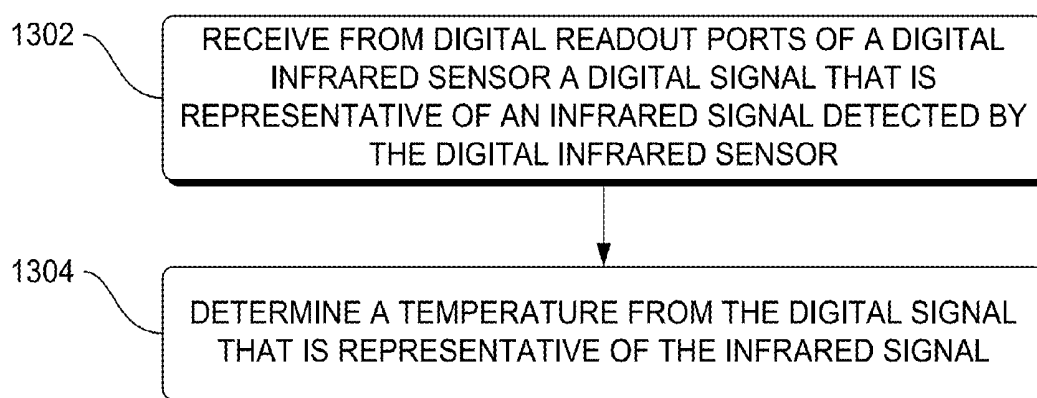 1302
RECEIVE FROM DIGITAL READOUT PORTS OF A DIGITAL
INFRARED SENSOR A DIGITAL SIGNAL THAT IS
REPRESENTATIVE OF AN INFRARED SIGNAL DETECTED BY
THE DIGITAL INFRARED SENSOR
1304
DETERMINE A TEMPERATURE FROM THE DIGITAL SIGNAL
THAT IS REPRESENTATIVE OF THE INFRARED SIGNAL